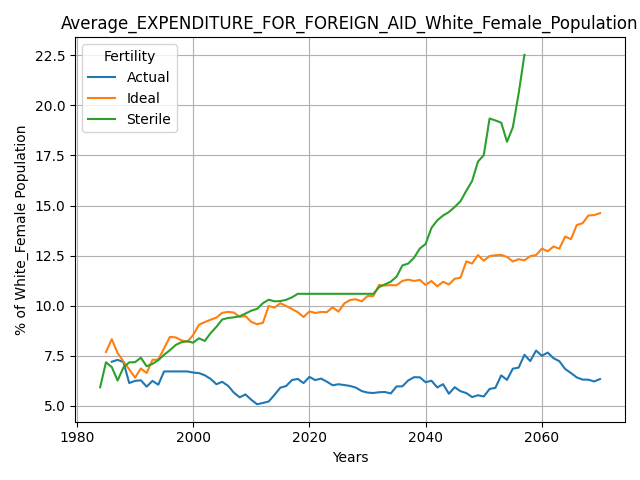 Average_EXPENDITURE_FOR_FOREIGN_AID_White_Female_Population
Fertility
Actual
Ideal
Sterile
% of White_Female Population
22.5
20.0
17.5
15.0
12.5
10.0
7.5
5.0
1980 2000 2020 2040 2060
Years